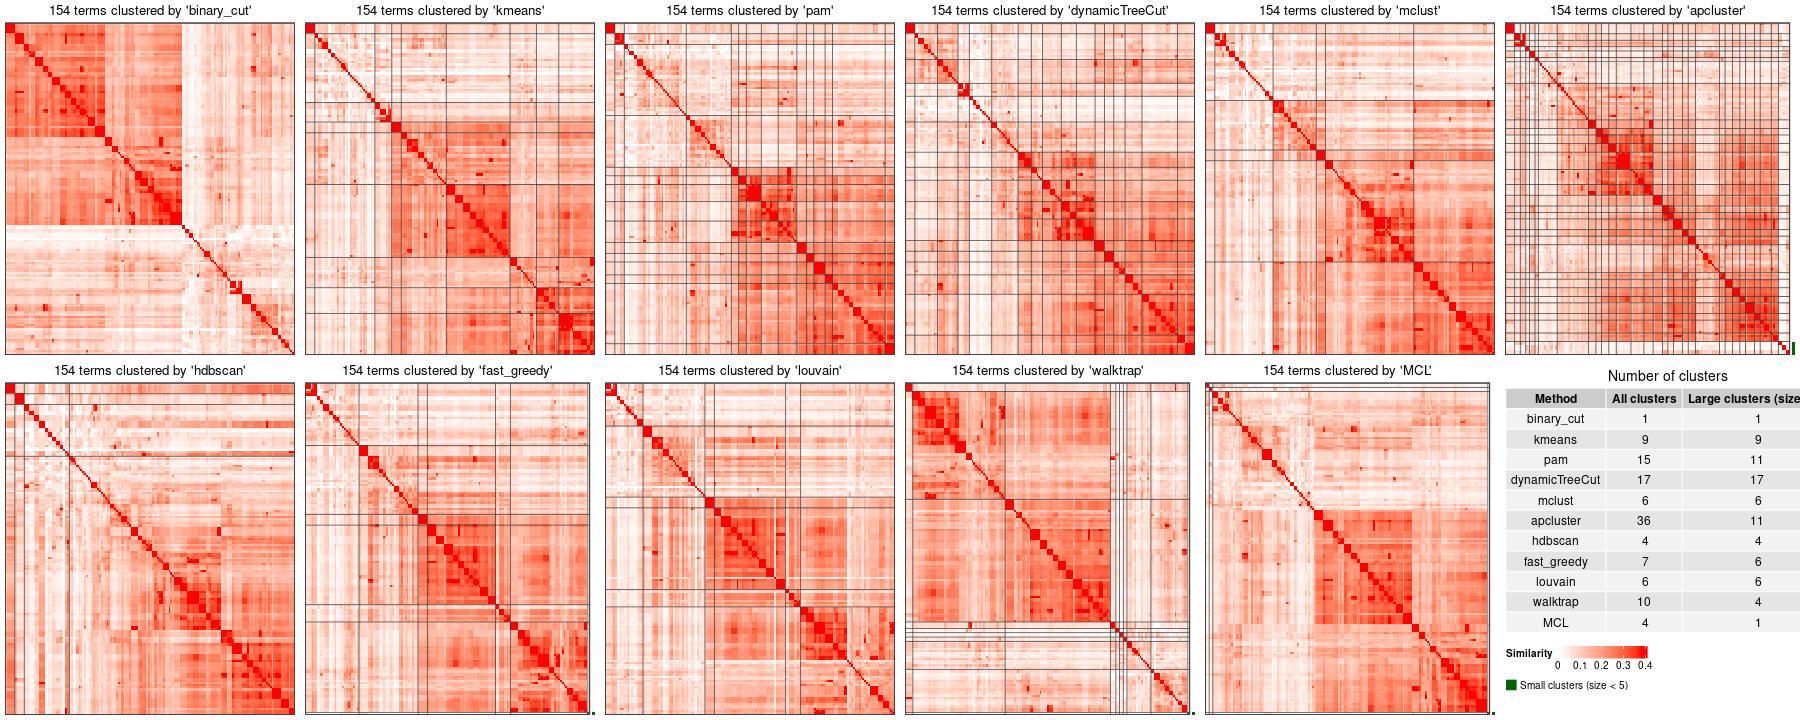 154 terms clustered by 'binary_cut'
154 terms clustered by 'kmeans'
154 terms clustered by 'pam'
154 terms clustered by 'dynamicTreeCut'
154 terms clustered by 'mclust'
154 terms clustered by 'apcluster'
154 terms clustered by 'hdbscan'
154 terms clustered by 'fast_greedy'
154 terms clustered by 'louvain'
154 terms clustered by 'walktrap'
154 terms clustered by 'MCL'
Number of clusters
Method All clusters Large clusters (size
binary_cut 1 1
kmeans 9 9
pam 15 11
dynamicTreeCut 17 17
mclust 6 6
apcluster 36 11
hdbscan 4 4
fast_greedy 7 6
louvain 6 6
walktrap 10 4
MCL 4 1
Similarity
0 0.1 0.2 0.3 0.4
Small clusters (size < 5)